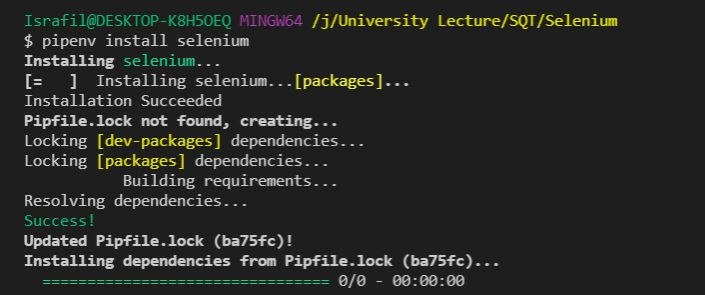 Israfil@DESKTOP-K8H5OEQ MINGW64 /j/University Lecture/SQT/Selenium
$ pipenv install selenium
Installing selenium...
[=   ]  Installing selenium...[packages]...
Installation Succeeded
Pipfile.lock not found, creating...
Locking [dev-packages] dependencies...
Locking [packages] dependencies...
Building requirements...
Resolving dependencies...
Success!
Updated Pipfile.lock (ba75fc)!
Installing dependencies from Pipfile.lock (ba75fc)...
================================ 0/0 - 00:00:00